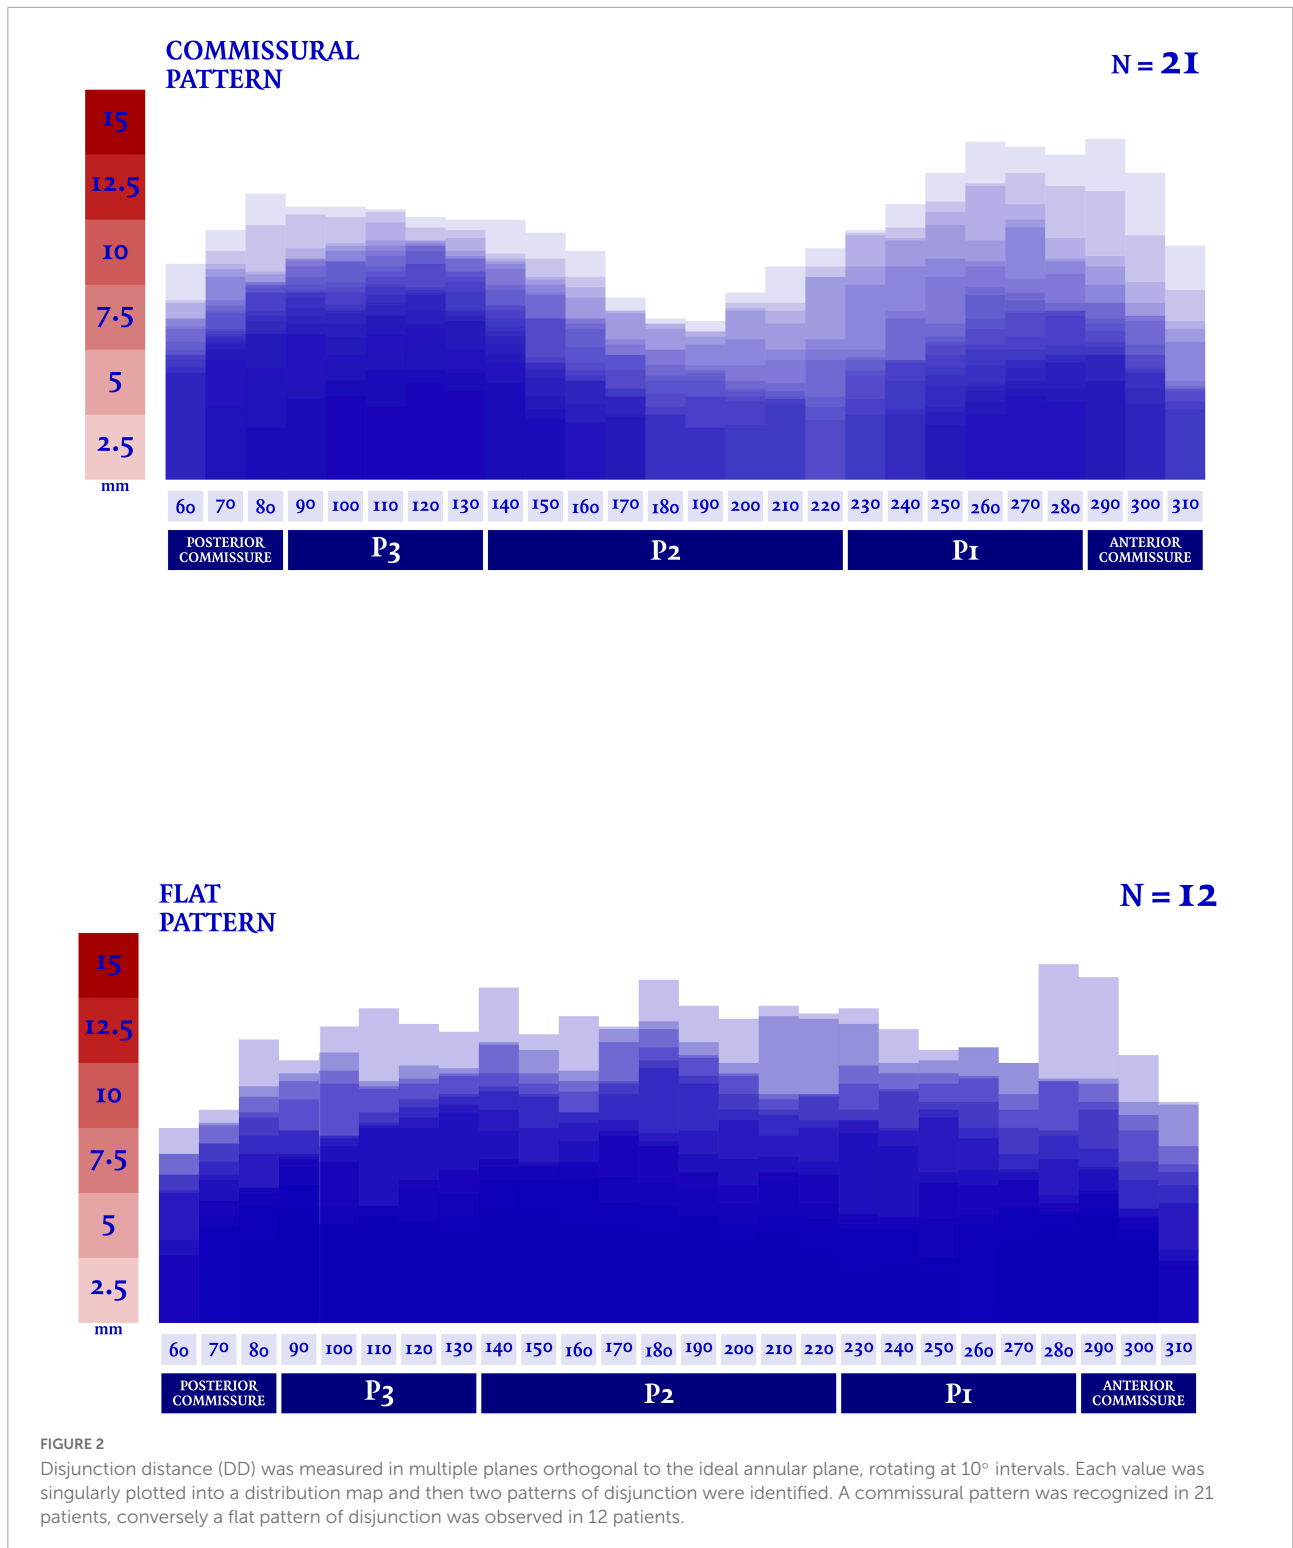 COMMISSURAL
PATTERN
N = 21
15
12.5
10
7.5
5
2.5
mm
60 70 80 90 100 110 120 130 140 150 160 170 180 190 200 210 220 230 240 250 260 270 280 290 300 310
POSTERIOR
COMMISSURE
P3
P2
P1
ANTERIOR
COMMISSURE
FLAT
PATTERN
N = 12
15
12.5
10
7.5
5
2.5
mm
60 70 80 90 100 110 120 130 140 150 160 170 180 190 200 210 220 230 240 250 260 270 280 290 300 310
POSTERIOR
COMMISSURE
P3
P2
P1
ANTERIOR
COMMISSURE
FIGURE 2
Disjunction distance (DD) was measured in multiple planes orthogonal to the ideal annular plane, rotating at 10° intervals. Each value was
singularly plotted into a distribution map and then two patterns of disjunction were identified. A commissural pattern was recognized in 21
patients, conversely a flat pattern of disjunction was observed in 12 patients.